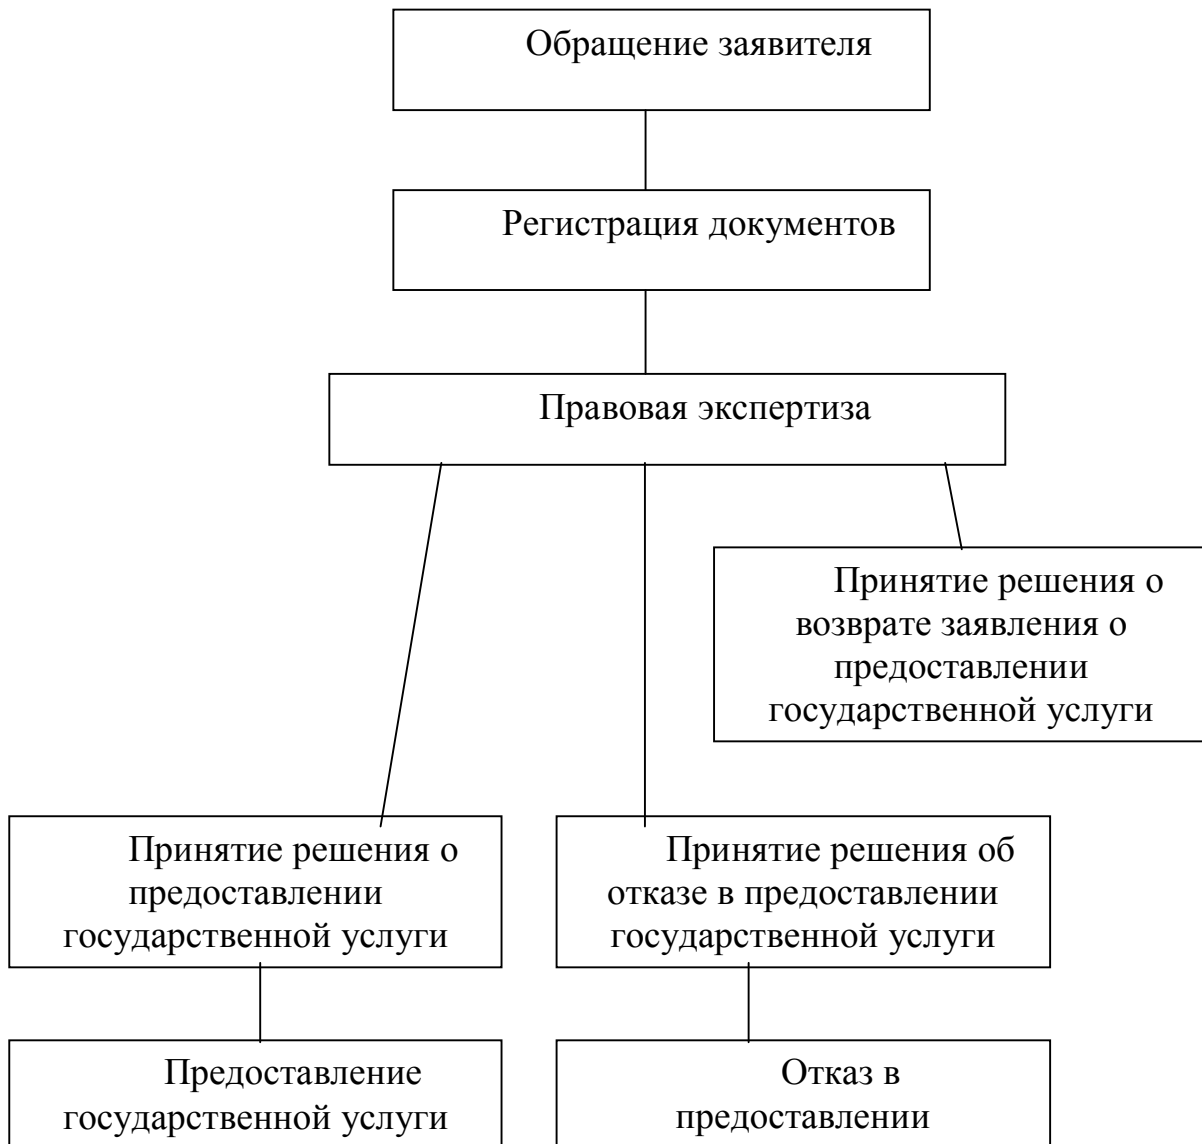 Обращение заявителя
Регистрация документов
Правовая экспертиза
Принятие решения о
возврате заявления о
предоставлении
государственной услуги
Принятие решения о
предоставлении
государственной услуги
Принятие решения об
отказе в предоставлении
государственной услуги
Предоставление
государственной услуги
Отказ в
предоставлении